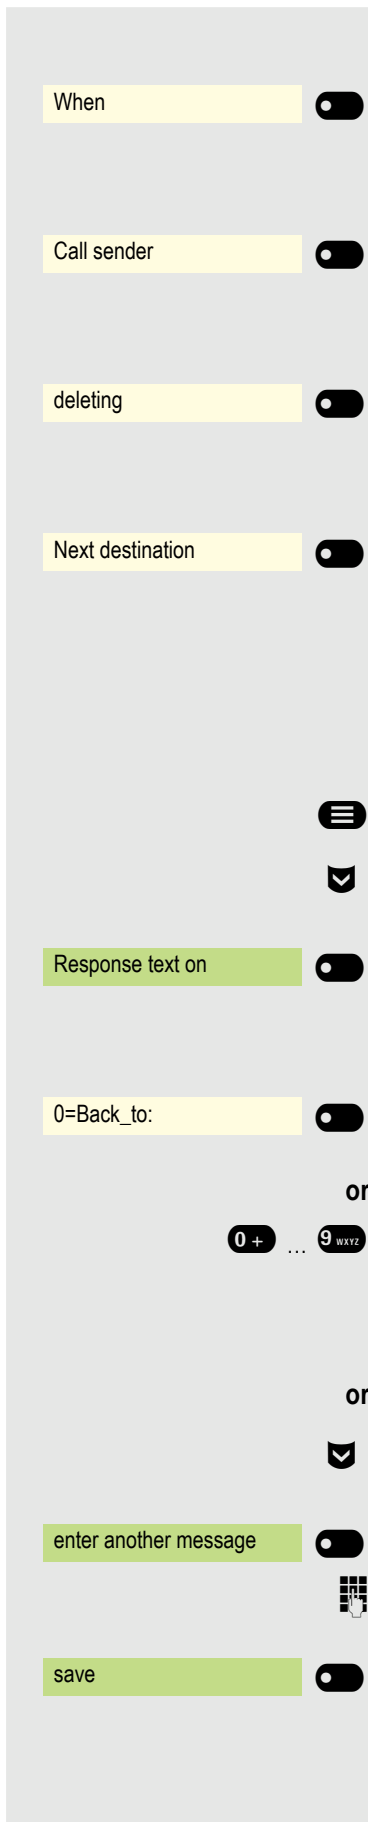 When
Call sender
deleting
Next destination
Response text on
0=Back_to:
or
0 + ... 9 WXYZ
or
enter another message
save